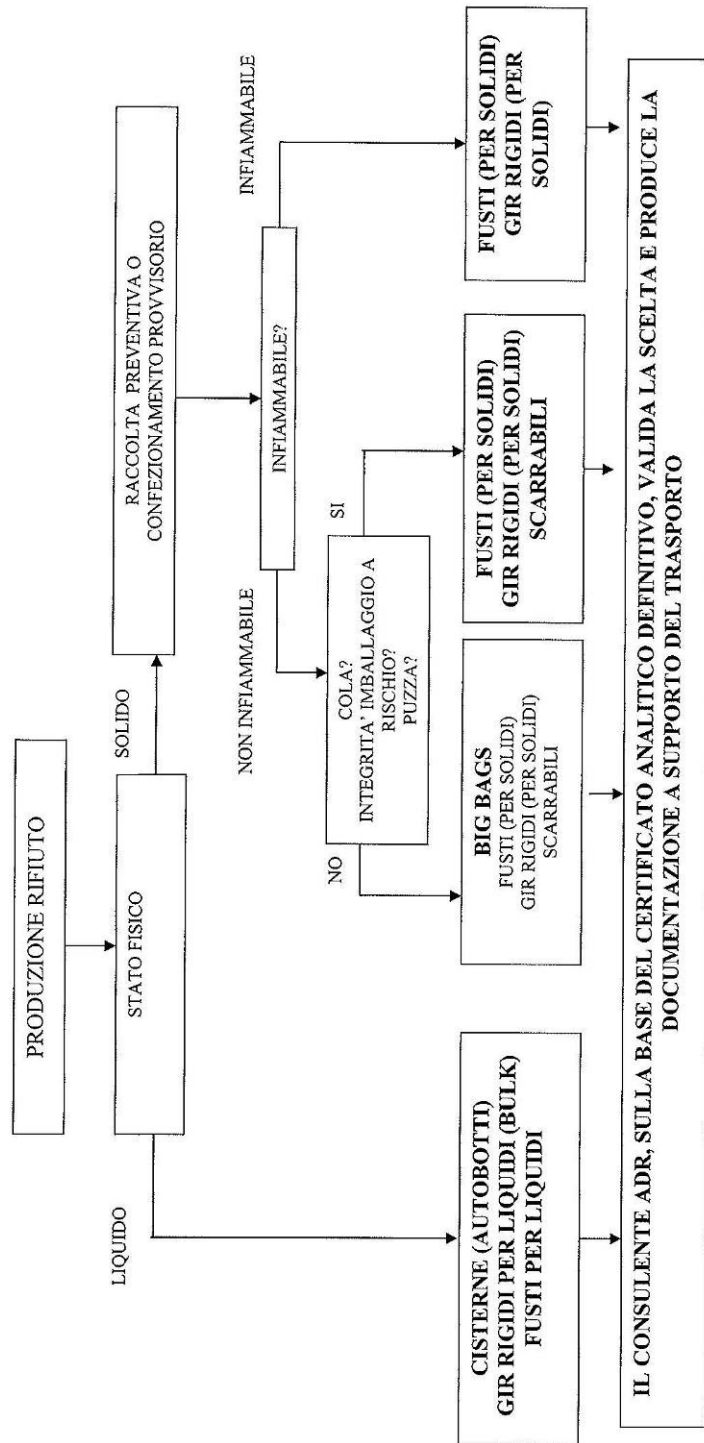 PRODUZIONE RIFIUTO
STATO FISICO
LIQUIDO
SOLIDO
RACCOLTA PREVENTIVA O
CONFEZIONAMENTO PROVVISORIO
INFIAMMABILE?
NON INFIAMMABILE
INFIAMMABILE
COLA?
INTEGRITA' IMBALLAGGIO A
RISCHIO?
PUZZA?
NO
SI
CISTERNE (AUTOBOTTI)
GIR RIGIDI PER LIQUIDI (BULK)
FUSTI PER LIQUIDI
BIG BAGS
FUSTI (PER SOLIDI)
GIR RIGIDI (PER SOLIDI)
SCARRABILI
FUSTI (PER SOLIDI)
GIR RIGIDI (PER SOLIDI)
SCARRABILI
FUSTI (PER SOLIDI)
GIR RIGIDI (PER
SOLIDI)
IL CONSULENTE ADR, SULLA BASE DEL CERTIFICATO ANALITICO DEFINITIVO, VALIDA LA SCELTA E PRODUCE LA
DOCUMENTAZIONE A SUPPORTO DEL TRASPORTO